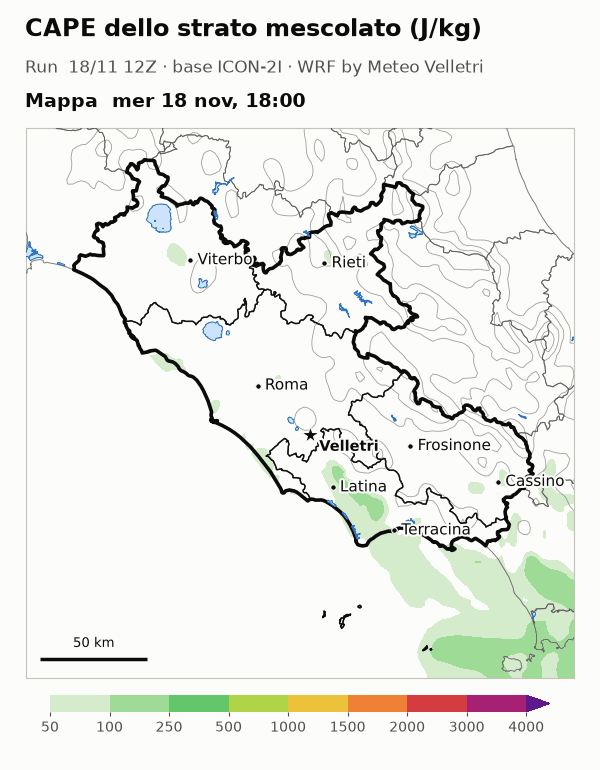 CAPE dello strato mescolato (J/kg)
Run 18/11 12Z · base ICON-2I · WRF by Meteo Velletri
Mappa mer 18 nov, 18:00
Viterbo
Rieti
Roma
Velletri
Frosinone
Latina
Cassino
Terracina
50 km
50 100 250 500 1000 1500 2000 3000 4000